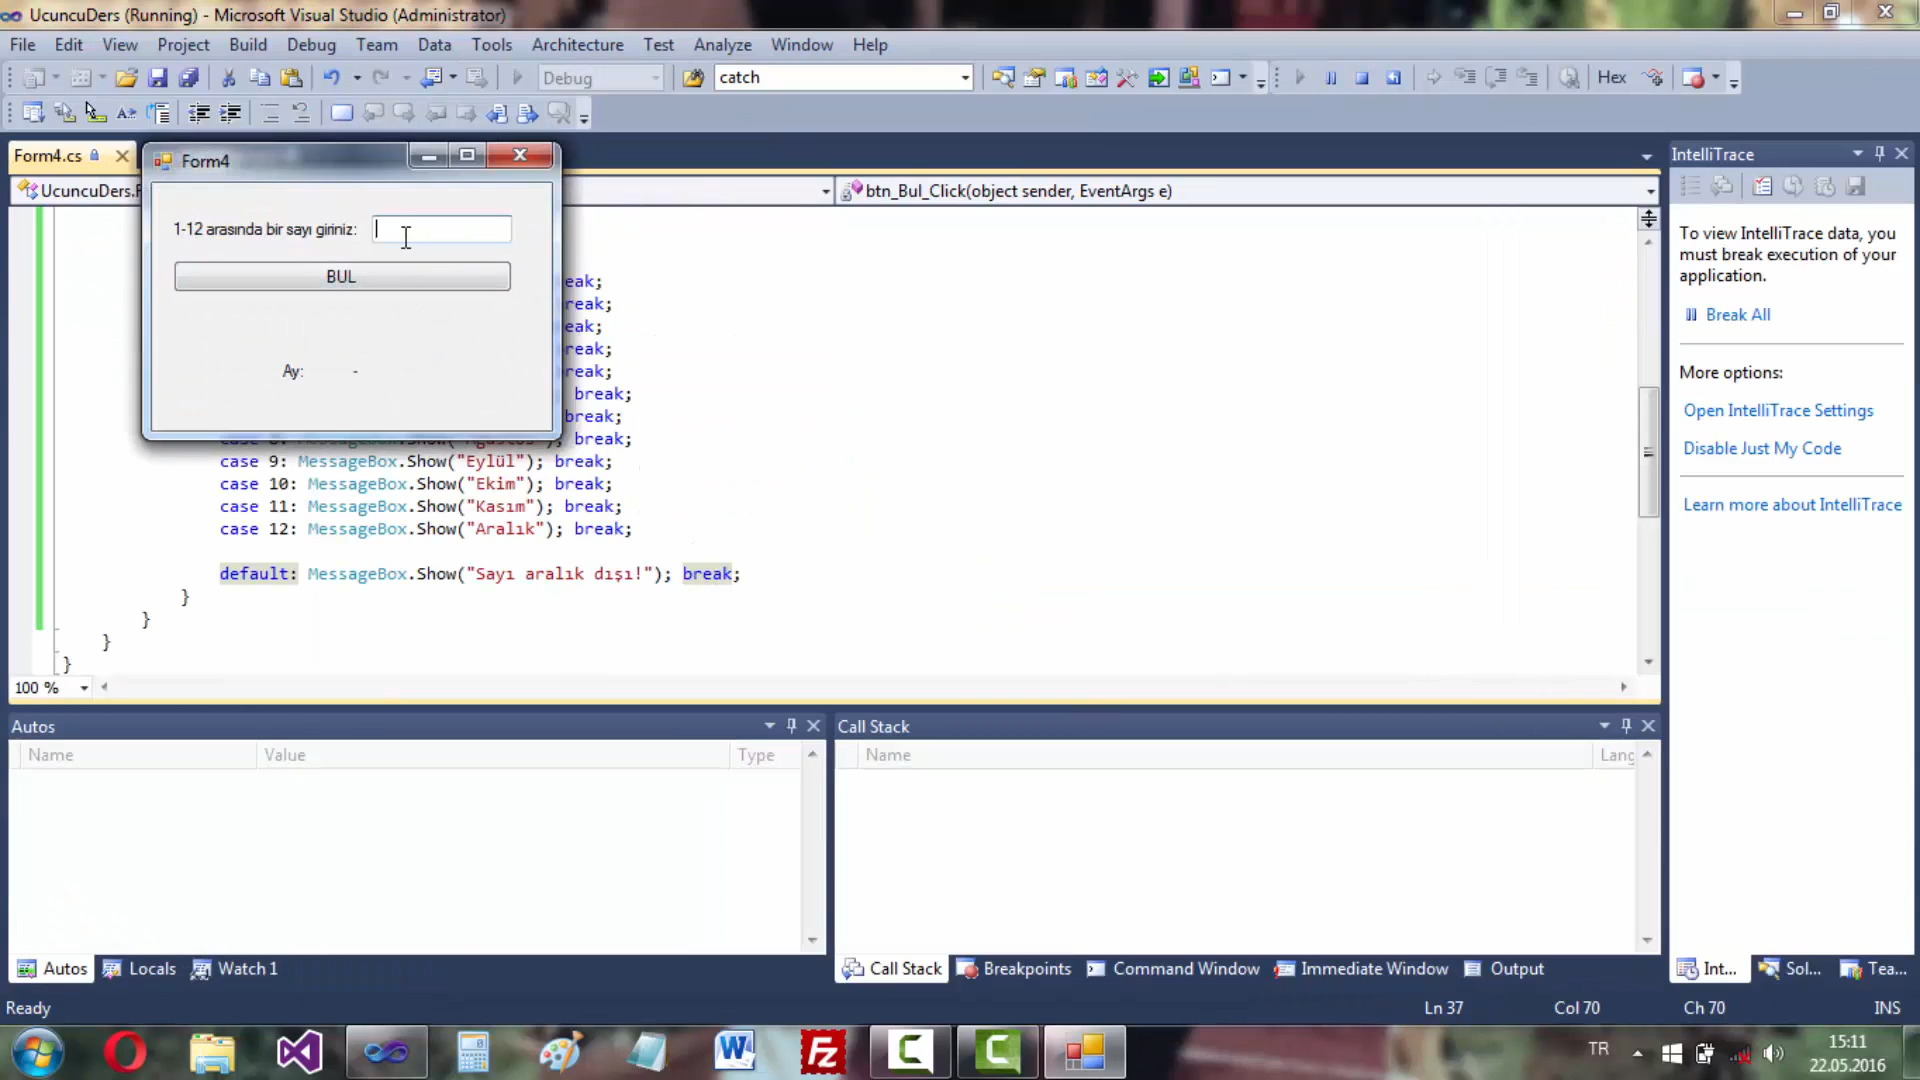 UcuncuDers (Running) - Microsoft Visual Studio (Administrator)
File Edit View Project Build Debug Team Data Tools Architecture Test Analyze Window Help
Debug catch Hex
Form4.cs
Form4
IntelliTrace
UcuncuDers.F
btn_Bul_Click(object sender, EventArgs e)
1-12 arasında bir sayı giriniz:
BUL
Ay: -
eak;
reak;
eak;
reak;
reak;
break;
break;
break;
case 9: MessageBox.Show("Eylül"); break;
case 10: MessageBox.Show("Ekim"); break;
case 11: MessageBox.Show("Kasım"); break;
case 12: MessageBox.Show("Aralık"); break;
default: MessageBox.Show("Sayı aralık dışı!"); break;
}
}
}
}
100 %
To view IntelliTrace data, you
must break execution of your
application.
Break All
More options:
Open IntelliTrace Settings
Disable Just My Code
Learn more about IntelliTrace
Autos
Name Value Type
Call Stack
Name Lang
Autos Locals Watch 1
Call Stack Breakpoints Command Window Immediate Window Output
Int... Sol... Tea...
Ready Ln 37 Col 70 Ch 70 INS
TR
15:11
22.05.2016